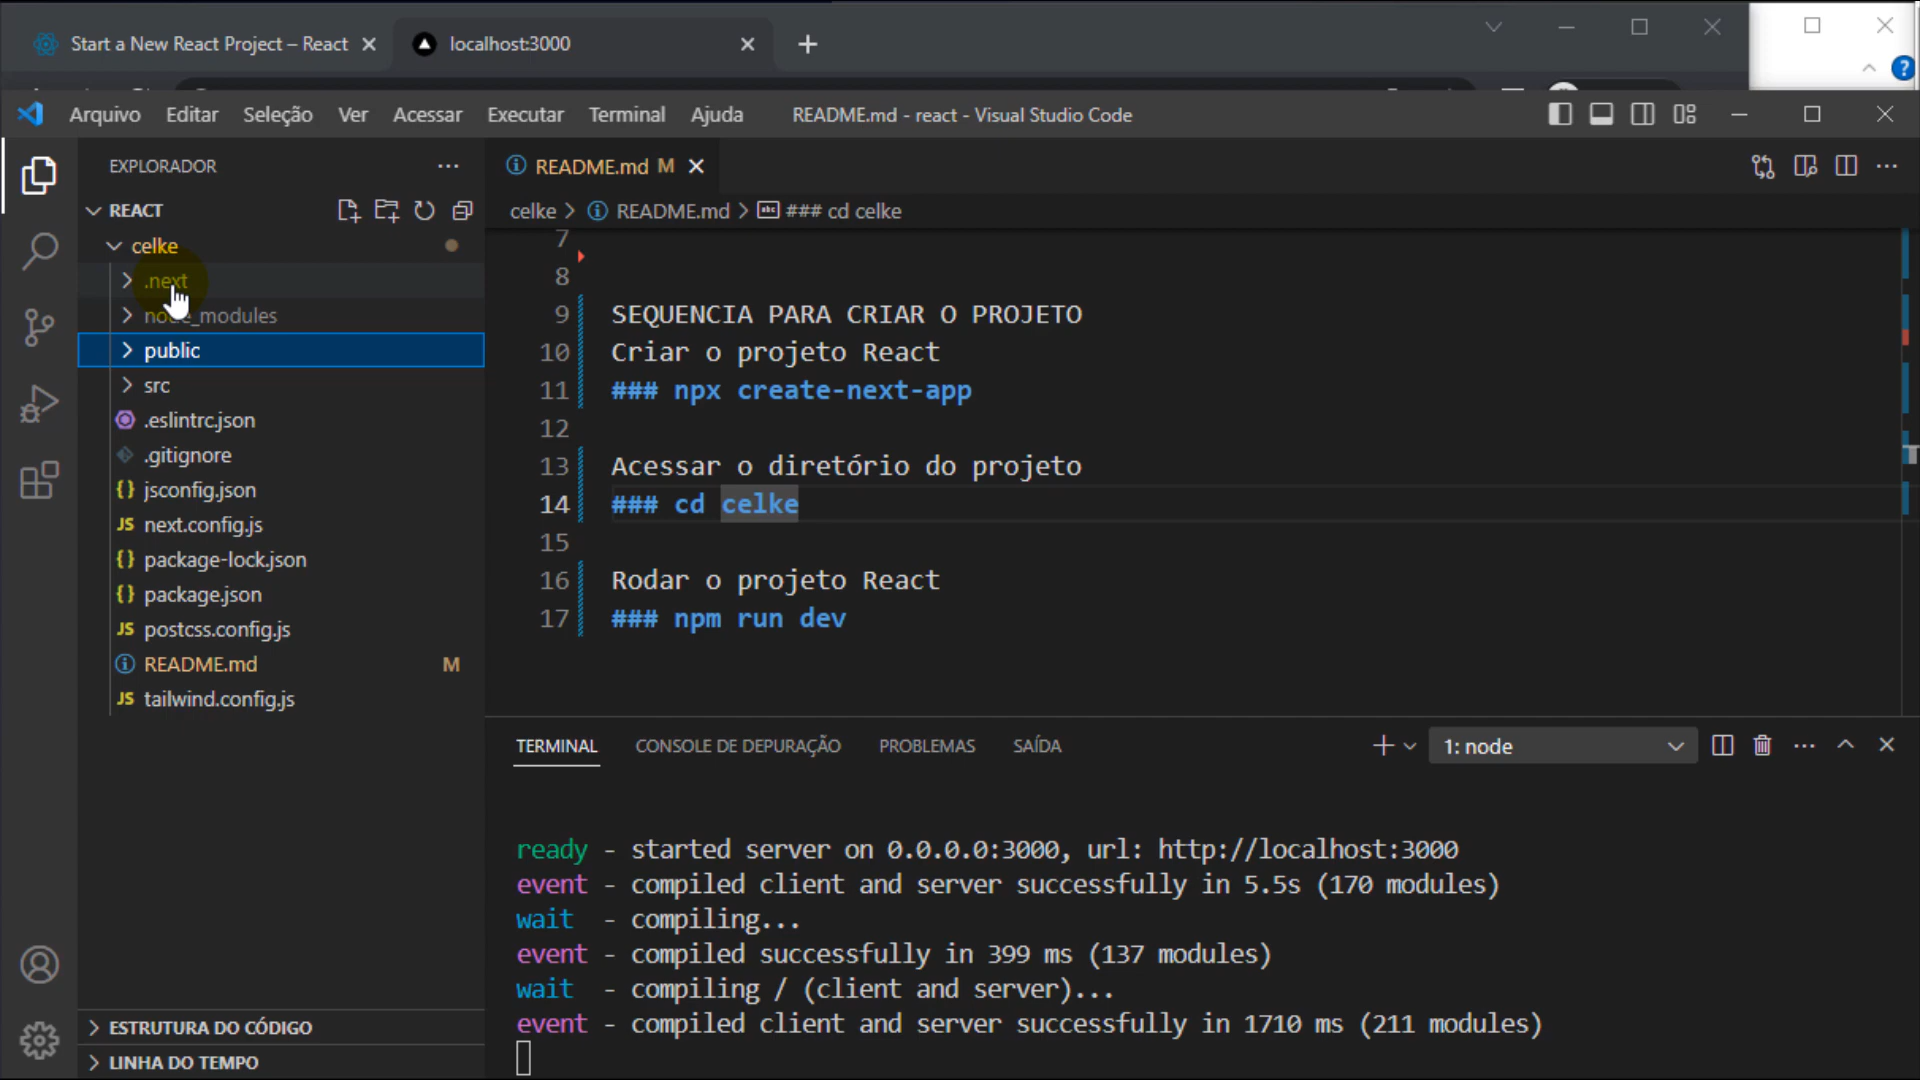 Start a New React Project – React
localhost:3000
Arquivo Editar Seleção Ver Acessar Executar Terminal Ajuda
README.md - react - Visual Studio Code
EXPLORADOR
README.md M
REACT
celke > README.md > ### cd celke
celke
.next
node_modules
public
src
.eslintrc.json
.gitignore
jsconfig.json
next.config.js
package-lock.json
package.json
postcss.config.js
README.md M
tailwind.config.js
7
8
9 SEQUENCIA PARA CRIAR O PROJETO
10 Criar o projeto React
11 ### npx create-next-app
12
13 Acessar o diretório do projeto
14 ### cd celke
15
16 Rodar o projeto React
17 ### npm run dev
TERMINAL CONSOLE DE DEPURAÇÃO PROBLEMAS SAÍDA
1: node
ready - started server on 0.0.0.0:3000, url: http://localhost:3000
event - compiled client and server successfully in 5.5s (170 modules)
wait - compiling...
event - compiled successfully in 399 ms (137 modules)
wait - compiling / (client and server)...
event - compiled client and server successfully in 1710 ms (211 modules)
ESTRUTURA DO CÓDIGO
LINHA DO TEMPO